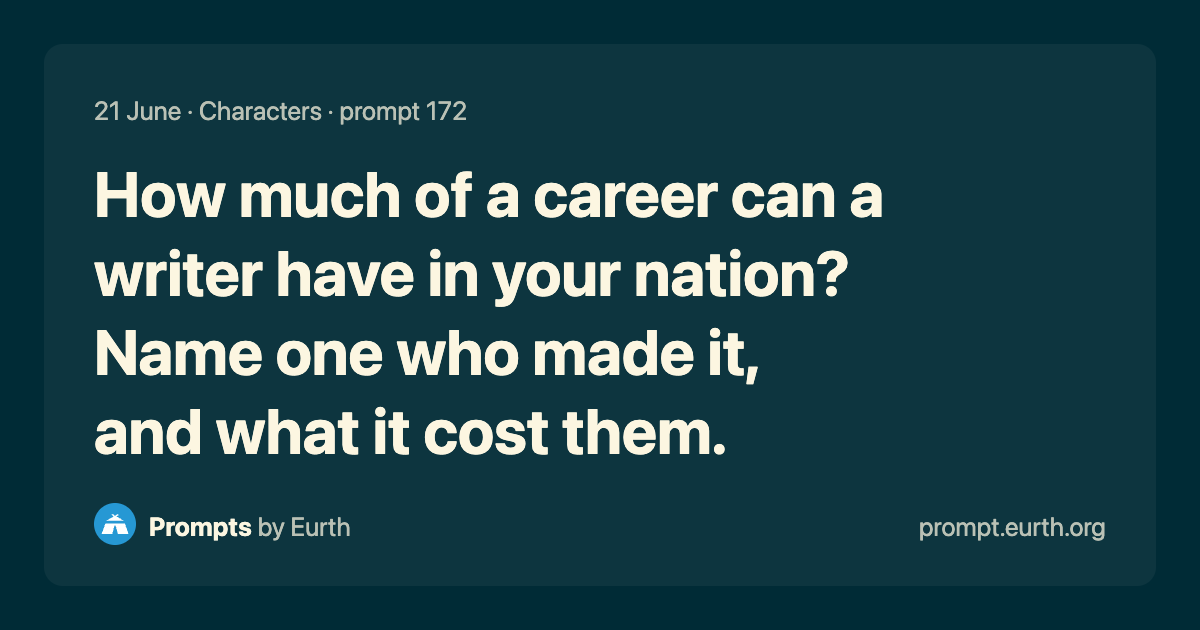 21 June · Characters · prompt 172
How much of a career can a
writer have in your nation?
Name one who made it,
and what it cost them.
Prompts by Eurth
prompt.eurth.org